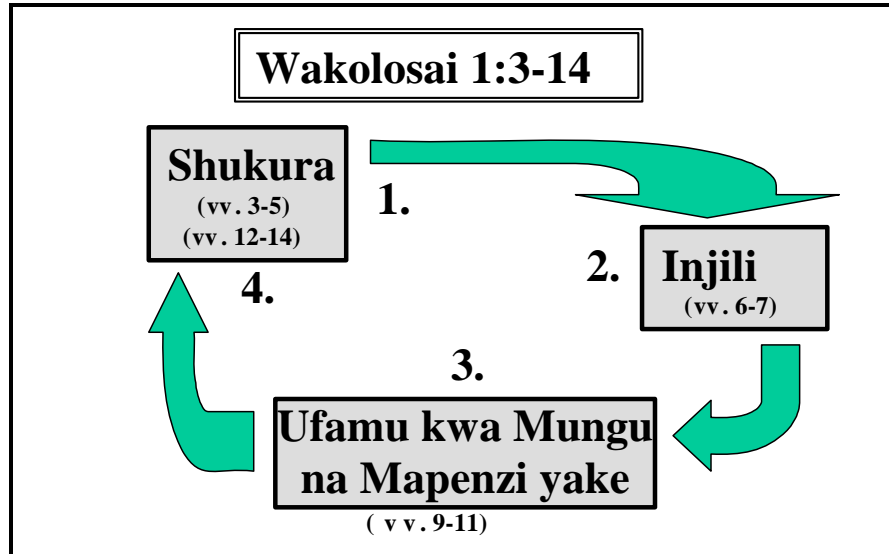 Wakolosai 1:3-14
Shukura
(vv. 3-5)
(vv. 12-14)
1.
2.
Injili
(vv. 6-7)
3.
Ufamu kwa Mungu
na Mapenzi yake
( v v. 9-11)
4.